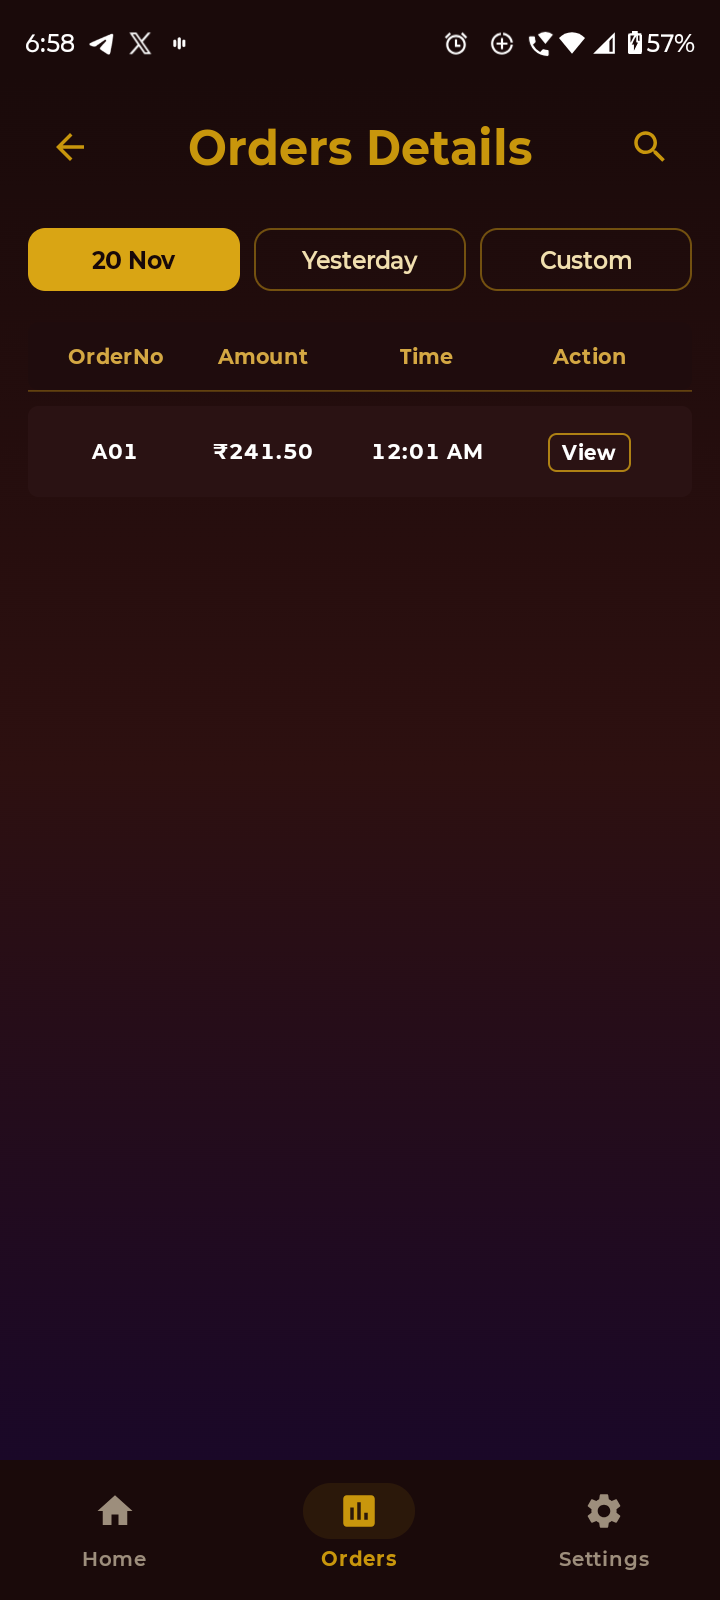 6:58 57%
Orders Details
20 Nov Yesterday Custom
OrderNo Amount Time Action
A01 ₹241.50 12:01 AM View
Home Orders Settings